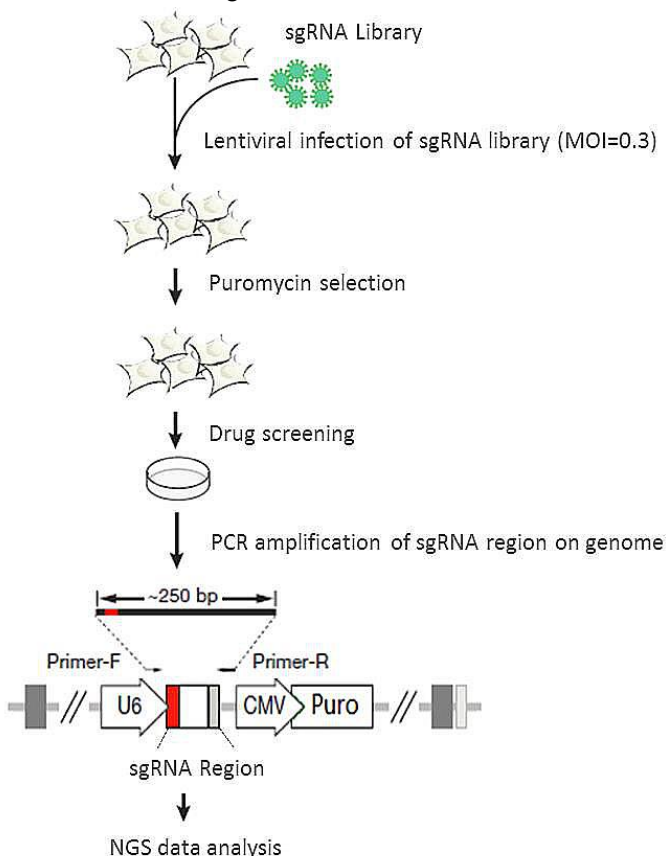 sgRNA Library
Lentiviral infection of sgRNA library (MOI=0.3)
Puromycin selection
Drug screening
PCR amplification of sgRNA region on genome
~250 bp
Primer-F Primer-R
U6 CMV Puro
sgRNA Region
NGS data analysis